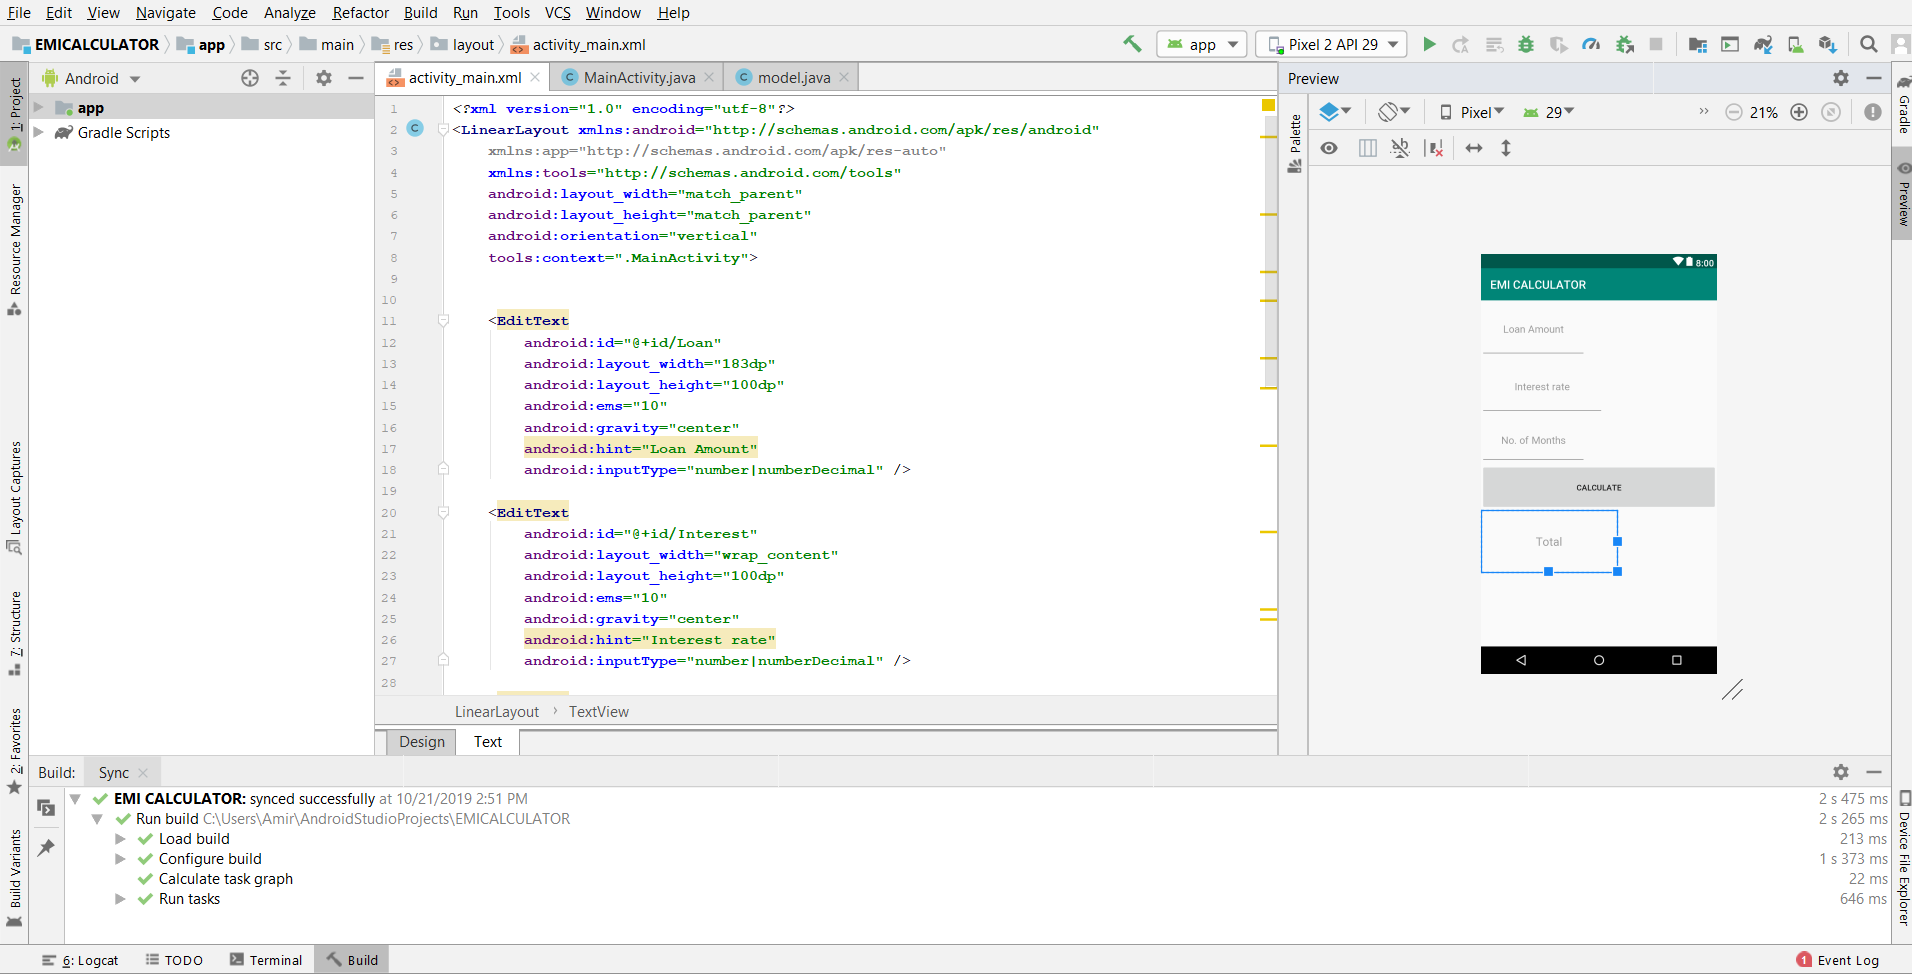 File Edit View Navigate Code Analyze Refactor Build Run Tools VCS Window Help
EMICALCULATOR app src main res layout activity_main.xml app Pixel 2 API 29
Android
activity_main.xml MainActivity.java model.java
Preview
app
Gradle Scripts
1: Project
Resource Manager
Layout Captures
7: Structure
2: Favorites
Build Variants
1 <?xml version="1.0" encoding="utf-8"?>
2 <LinearLayout xmlns:android="http://schemas.android.com/apk/res/android"
3 xmlns:app="http://schemas.android.com/apk/res-auto"
4 xmlns:tools="http://schemas.android.com/tools"
5 android:layout_width="match_parent"
6 android:layout_height="match_parent"
7 android:orientation="vertical"
8 tools:context=".MainActivity">
9
10
11 <EditText
12 android:id="@+id/Loan"
13 android:layout_width="183dp"
14 android:layout_height="100dp"
15 android:ems="10"
16 android:gravity="center"
17 android:hint="Loan Amount"
18 android:inputType="number|numberDecimal" />
19
20 <EditText
21 android:id="@+id/Interest"
22 android:layout_width="wrap_content"
23 android:layout_height="100dp"
24 android:ems="10"
25 android:gravity="center"
26 android:hint="Interest rate"
27 android:inputType="number|numberDecimal" />
28
LinearLayout › TextView
Design Text
Palette
Pixel 29 21%
8:00
EMI CALCULATOR
Loan Amount
Interest rate
No. of Months
CALCULATE
Total
Gradle
Preview
Device File Explorer
Build: Sync
EMI CALCULATOR: synced successfully at 10/21/2019 2:51 PM 2 s 475 ms
Run build C:\Users\Amir\AndroidStudioProjects\EMICALCULATOR 2 s 265 ms
Load build 213 ms
Configure build 1 s 373 ms
Calculate task graph 22 ms
Run tasks 646 ms
6: Logcat TODO Terminal Build 1 Event Log